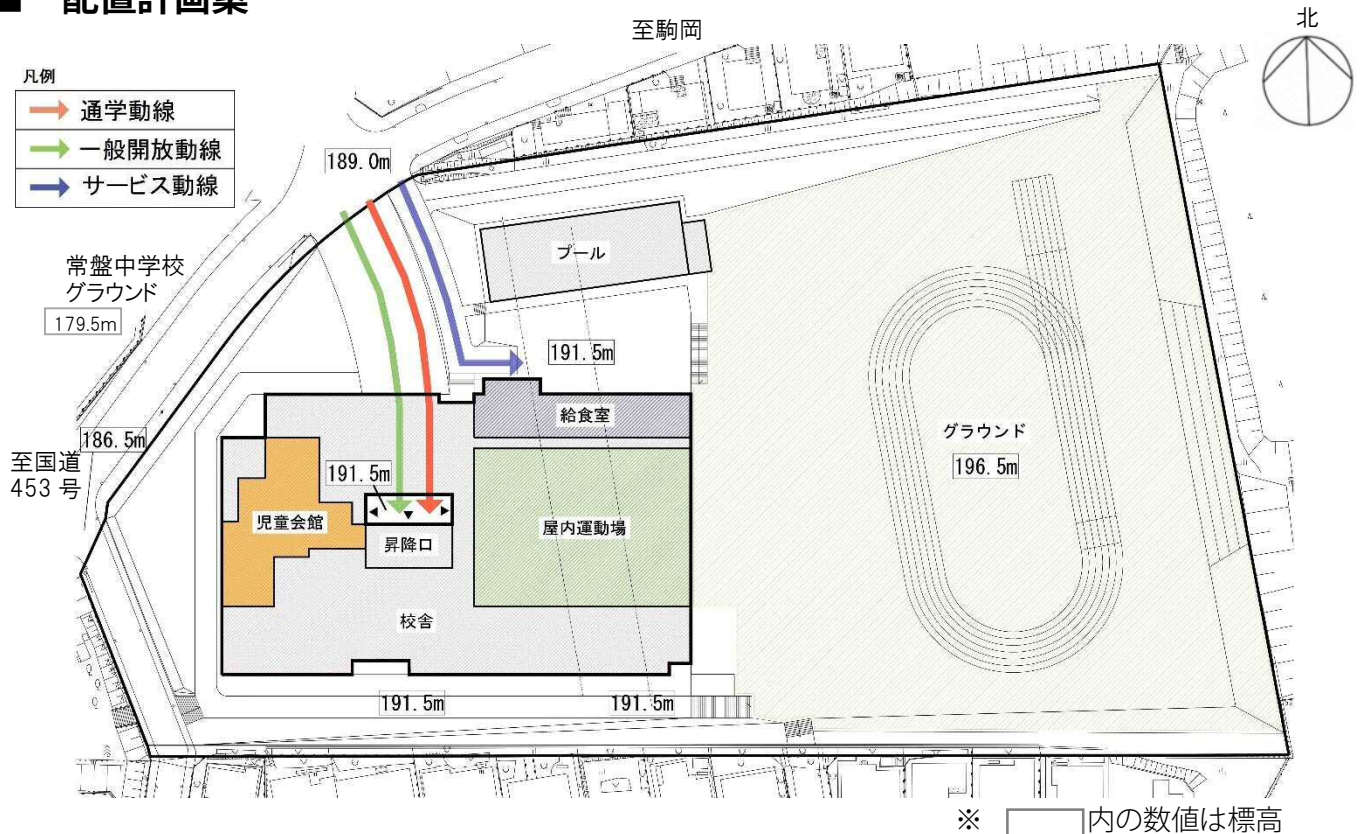 ■ 配置計画案
至駒岡
北
凡例
通学動線
一般開放動線
サービス動線
189.0m
常盤中学校
グラウンド
179.5m
プール
191.5m
186.5m
至国道
453 号
給食室
グラウンド
196.5m
191.5m
児童会館
昇降口
屋内運動場
校舎
191.5m
191.5m
※ 内の数値は標高